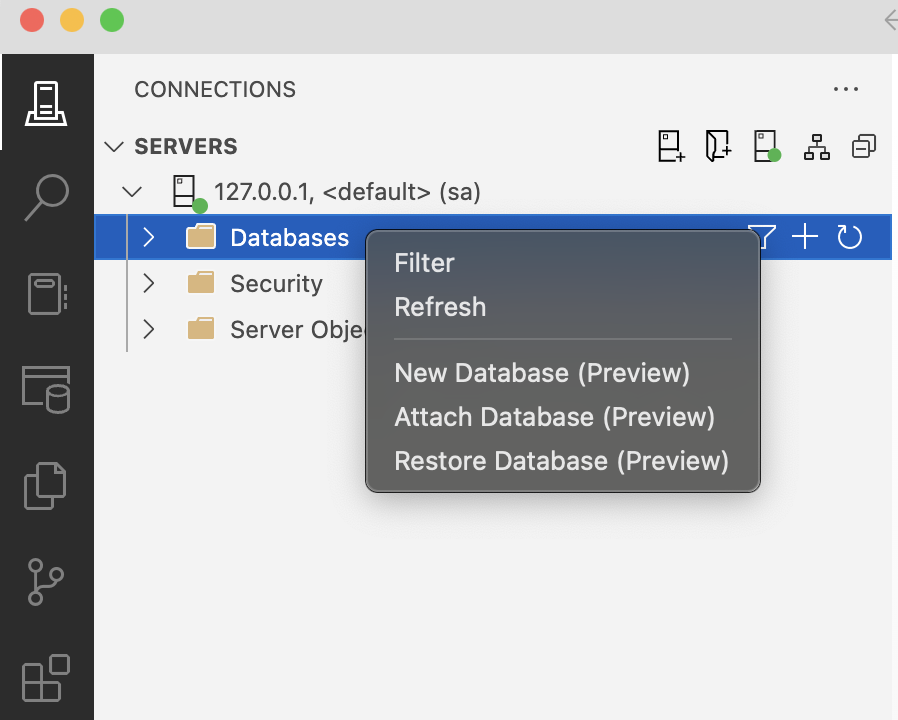 CONNECTIONS
SERVERS
127.0.0.1, <default> (sa)
Databases
Security
Server Obje
Filter
Refresh
New Database (Preview)
Attach Database (Preview)
Restore Database (Preview)